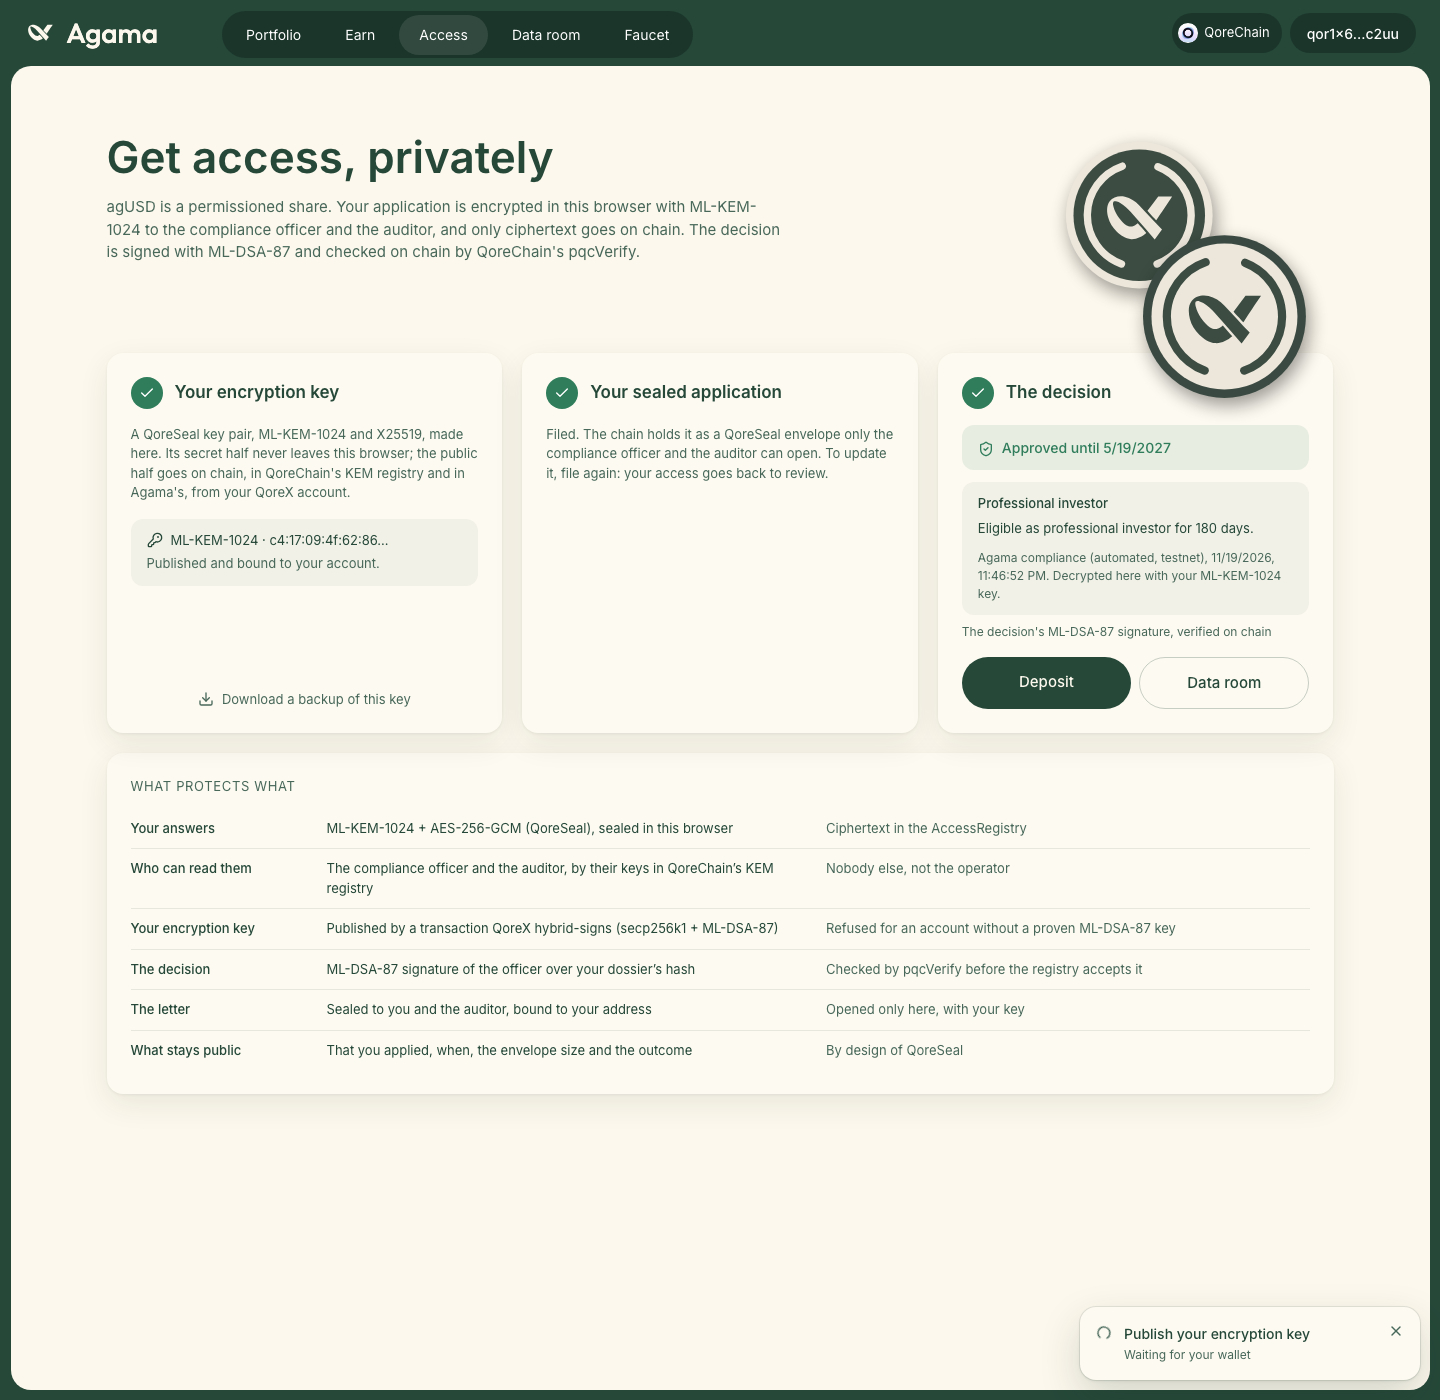 Agama
Portfolio
Earn
Access
Data room
Faucet
QoreChain
qor1×6…c2uu
Get access, privately
agUSD is a permissioned share. Your application is encrypted in this browser with ML-KEM-
1024 to the compliance officer and the auditor, and only ciphertext goes on chain. The decision
is signed with ML-DSA-87 and checked on chain by QoreChain's pqcVerify.
Your encryption key
A QoreSeal key pair, ML-KEM-1024 and X25519, made
here. Its secret half never leaves this browser; the public
half goes on chain, in QoreChain's KEM registry and in
Agama's, from your QoreX account.
ML-KEM-1024 · c4:17:09:4f:62:86…
Published and bound to your account.
Download a backup of this key
Your sealed application
Filed. The chain holds it as a QoreSeal envelope only the
compliance officer and the auditor can open. To update
it, file again: your access goes back to review.
The decision
Approved until 5/19/2027
Professional investor
Eligible as professional investor for 180 days.
Agama compliance (automated, testnet), 11/19/2026,
11:46:52 PM. Decrypted here with your ML-KEM-1024
key.
The decision's ML-DSA-87 signature, verified on chain
Deposit
Data room
WHAT PROTECTS WHAT
Your answers
ML-KEM-1024 + AES-256-GCM (QoreSeal), sealed in this browser
Ciphertext in the AccessRegistry
Who can read them
The compliance officer and the auditor, by their keys in QoreChain’s KEM
registry
Nobody else, not the operator
Your encryption key
Published by a transaction QoreX hybrid-signs (secp256k1 + ML-DSA-87)
Refused for an account without a proven ML-DSA-87 key
The decision
ML-DSA-87 signature of the officer over your dossier’s hash
Checked by pqcVerify before the registry accepts it
The letter
Sealed to you and the auditor, bound to your address
Opened only here, with your key
What stays public
That you applied, when, the envelope size and the outcome
By design of QoreSeal
Publish your encryption key
Waiting for your wallet